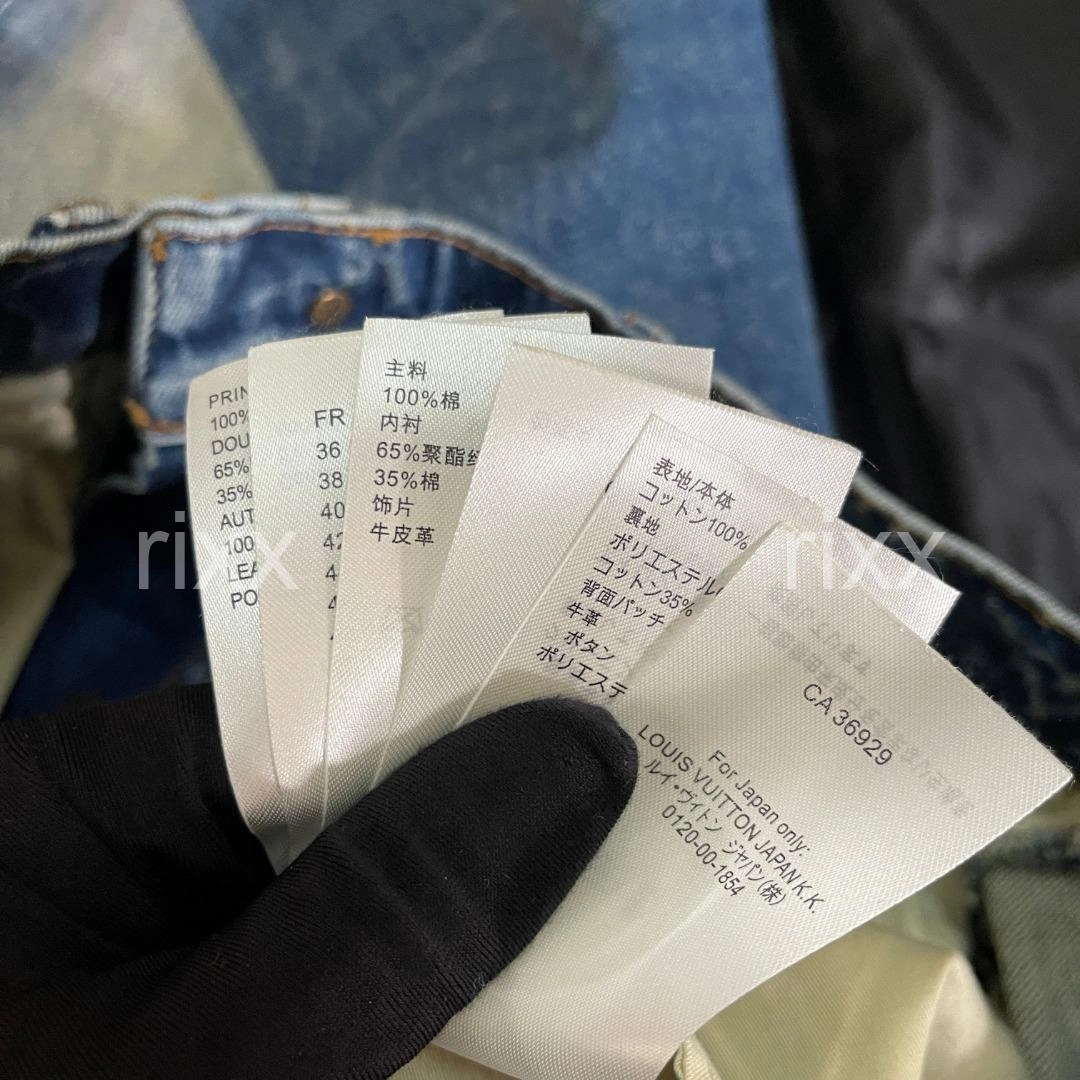 PRIN
100%
DOU
65%
35%
AUT
100
LEA
PO
FR
36
38
40
42
4
4
主料
100%棉
内衬
65%聚酯纤
35%棉
饰片
牛皮革
表地/本体
コットン100%
裏地
ポリエステル
コットン35%
背面パッチ
牛革
ボタン
ポリエステ
CA 36929
For Japan only:
LOUIS VUITTON JAPAN K.K.
ルイ・ヴィトン ジャパン(株)
0120-00-1854
rixx
rixx